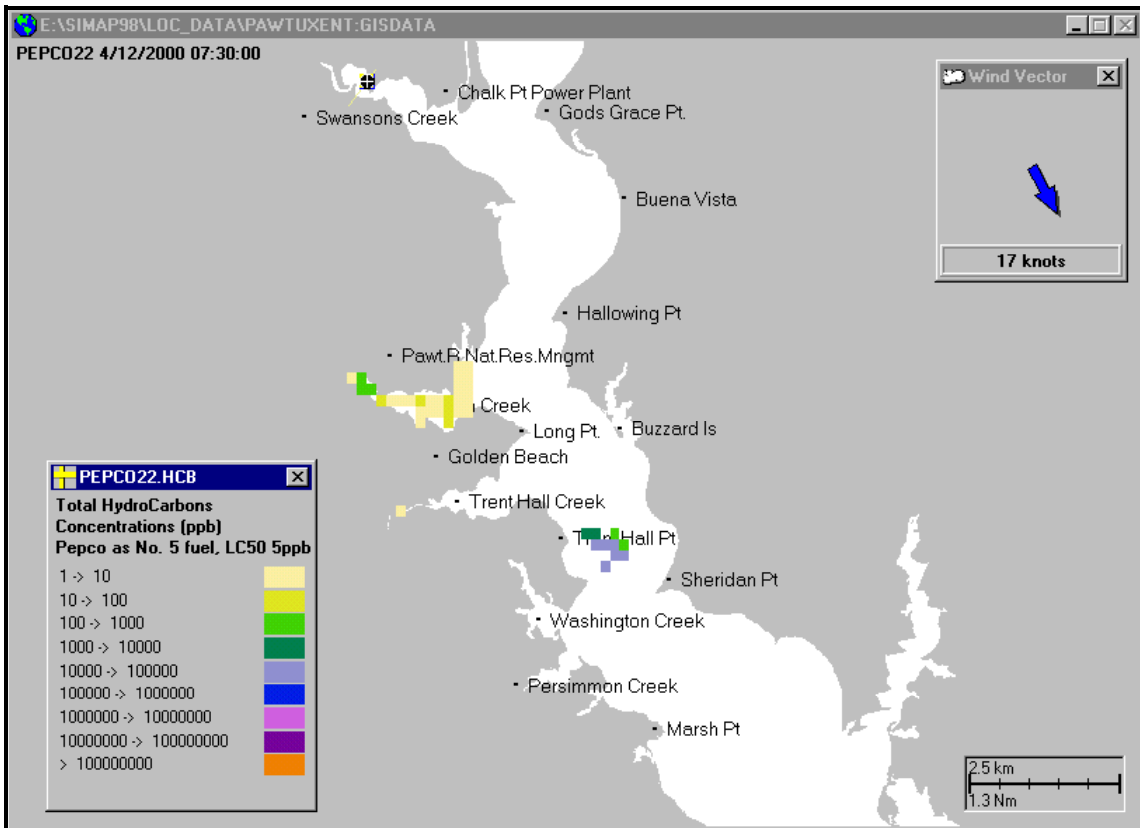 E:\SIMAP98\LOC_DATA\PAWTUXENT:GISDATA
PEPCO22 4/12/2000 07:30:00
Wind Vector
17 knots
Chalk Pt Power Plant
Gods Grace Pt.
Swansons Creek
Buena Vista
Hallowing Pt
Pawt.R Nat.Res.Mngmt
Creek
Long Pt.
Buzzard Is
Golden Beach
Trent Hall Creek
Trent Hall Pt
Sheridan Pt
Washington Creek
Persimmon Creek
Marsh Pt
PEPCO22.HCB
Total HydroCarbons
Concentrations (ppb)
Pepco as No. 5 fuel, LC50 5ppb
1 -> 10
10 -> 100
100 -> 1000
1000 -> 10000
10000 -> 100000
100000 -> 1000000
1000000 -> 10000000
10000000 -> 100000000
> 100000000
2.5 km
1.3 Nm